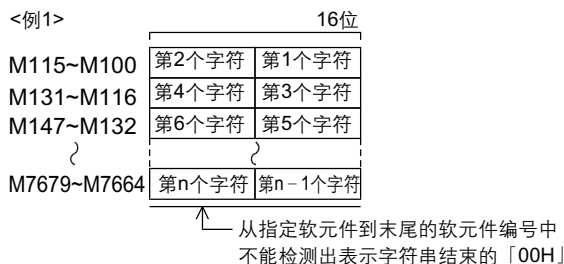 <例1> 16位
M115~M100 第2个字符 第1个字符
M131~M116 第4个字符 第3个字符
M147~M132 第6个字符 第5个字符
M7679~M7664 第n个字符 第n－1个字符
从指定软元件到末尾的软元件编号中
不能检测出表示字符串结束的「00H」